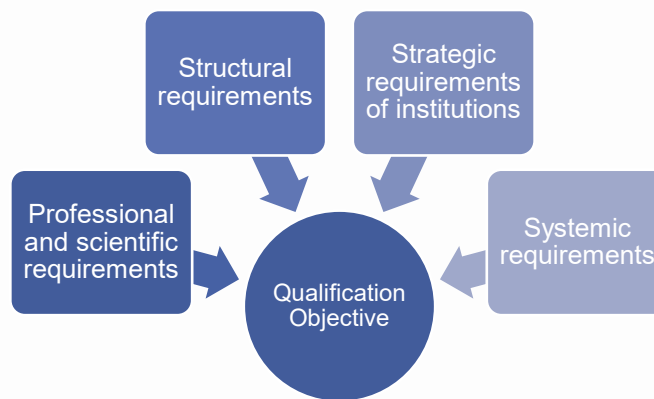 Structural
requirements
Strategic
requirements
of institutions
Professional
and scientific
requirements
Systemic
requirements
Qualification
Objective